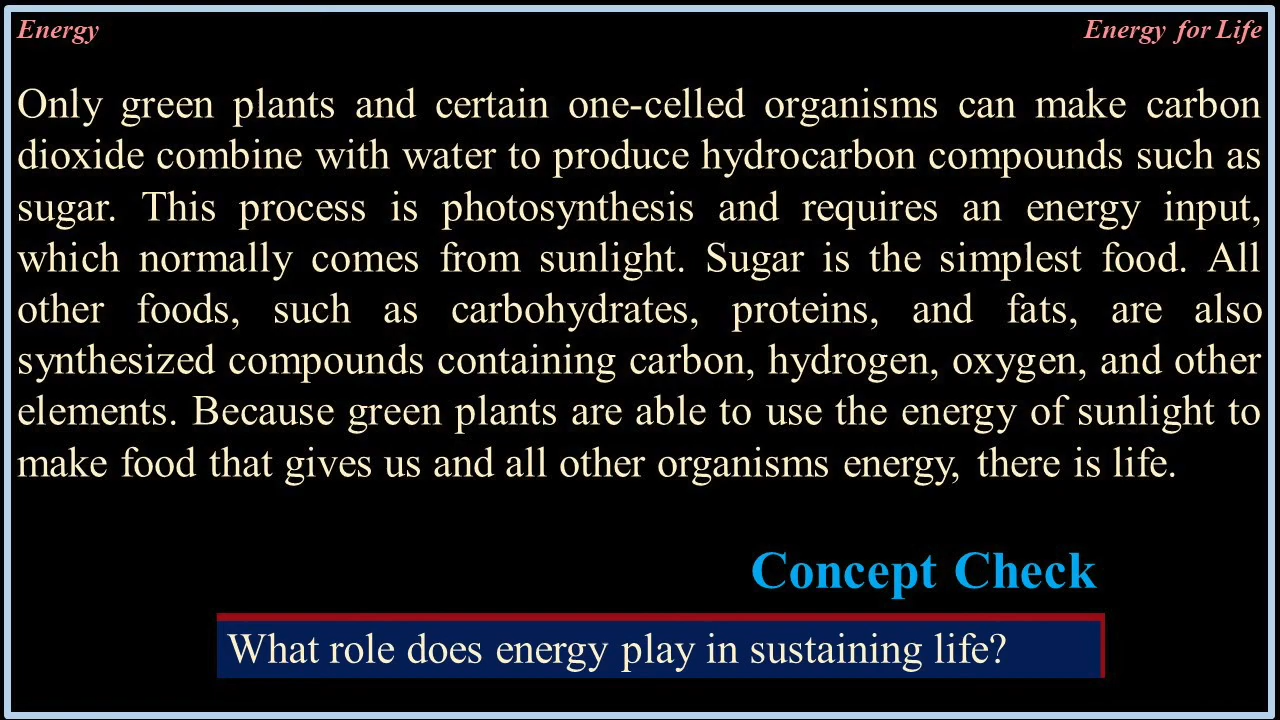 Energy
Energy for Life
Only green plants and certain one-celled organisms can make carbon
dioxide combine with water to produce hydrocarbon compounds such as
sugar. This process is photosynthesis and requires an energy input,
which normally comes from sunlight. Sugar is the simplest food. All
other foods, such as carbohydrates, proteins, and fats, are also
synthesized compounds containing carbon, hydrogen, oxygen, and other
elements. Because green plants are able to use the energy of sunlight to
make food that gives us and all other organisms energy, there is life.
Concept Check
What role does energy play in sustaining life?